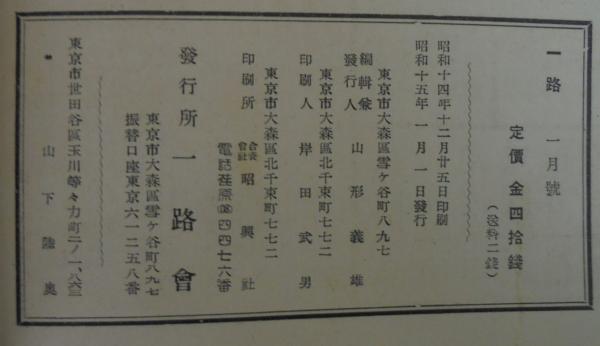 一路 一月號
定價金四拾錢
（送料二錢）
昭和十四年十二月廿五日印刷
昭和十五年一月一日發行
東京市大森區雪ケ谷町八九七
編輯兼發行人 山形義雄
東京市大森區北千束町七七二
印刷人 岸田武男
東京市大森區北千束町七七二
印刷所 合資會社 昭興社
電話荏原四四七六番
發行所 一路會
東京市大森區雪ケ谷町八九七
振替口座東京六一二五八番
東京市世田谷區玉川等々力町二ノ一、八六三
山下陸奥